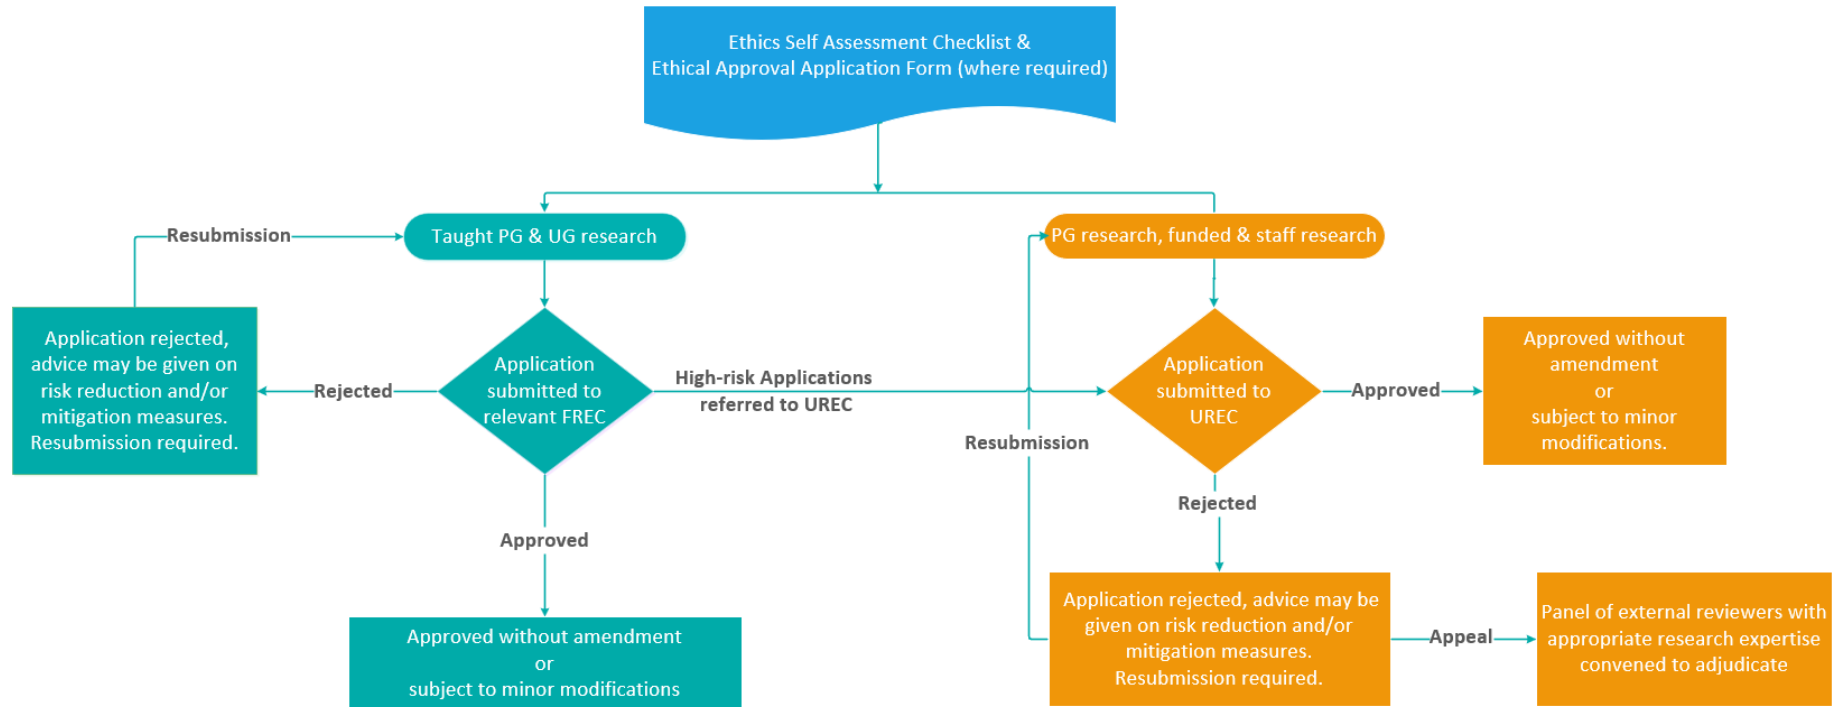 Ethics Self Assessment Checklist &
Ethical Approval Application Form (where required)
Resubmission
Taught PG & UG research
PG research, funded & staff research
Application rejected,
advice may be given on
risk reduction and/or
mitigation measures.
Resubmission required.
Rejected
Application
submitted to
relevant FREC
High-risk Applications
referred to UREC
Application
submitted to
UREC
Approved
Approved without
amendment
or
subject to minor
modifications.
Resubmission
Rejected
Approved
Approved without amendment
or
subject to minor modifications
Application rejected, advice may be
given on risk reduction and/or
mitigation measures.
Resubmission required.
Appeal
Panel of external reviewers with
appropriate research expertise
convened to adjudicate